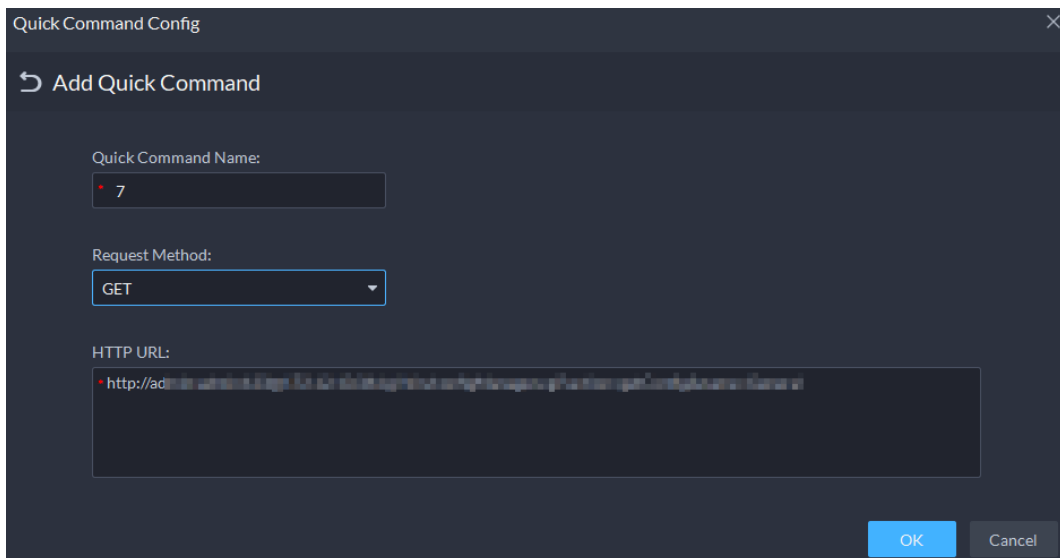 Quick Command Config
Add Quick Command
Quick Command Name:
* 7
Request Method:
GET
HTTP URL:
* http://ad
OK
Cancel